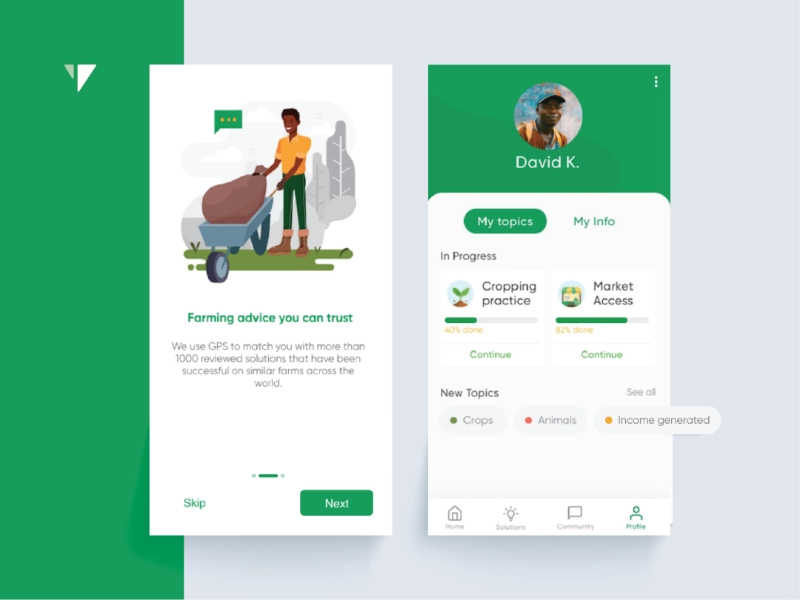 Farming advice you can trust
We use GPS to match you with more than
1000 reviewed solutions that have been
successful on similar farms across the
world.
Skip
Next
David K.
My topics
My Info
In Progress
Cropping
practice
40% done
Continue
Market
Access
82% done
Continue
New Topics
See all
Crops
Animals
Income generated
Home
Solutions
Community
Profile